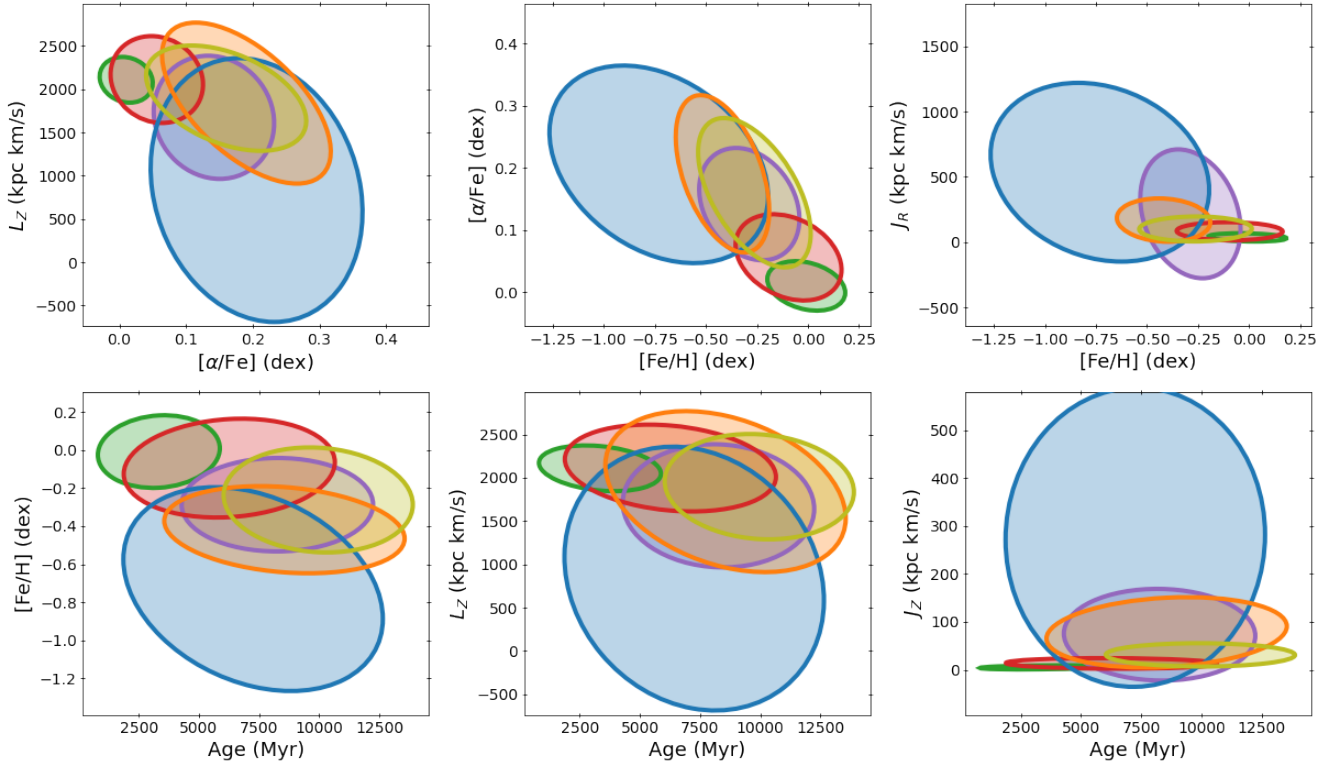 2500
2000
1500
1000
500
0
−500
L_Z (kpc km/s)
0.0 0.1 0.2 0.3 0.4
[α/Fe] (dex)
0.4
0.3
0.2
0.1
0.0
[α/Fe] (dex)
−1.25 −1.00 −0.75 −0.50 −0.25 0.00 0.25
[Fe/H] (dex)
1500
1000
500
0
−500
J_R (kpc km/s)
−1.25 −1.00 −0.75 −0.50 −0.25 0.00 0.25
[Fe/H] (dex)
0.2
0.0
−0.2
−0.4
−0.6
−0.8
−1.0
−1.2
[Fe/H] (dex)
2500 5000 7500 10000 12500
Age (Myr)
2500
2000
1500
1000
500
0
−500
L_Z (kpc km/s)
2500 5000 7500 10000 12500
Age (Myr)
500
400
300
200
100
0
J_Z (kpc km/s)
2500 5000 7500 10000 12500
Age (Myr)